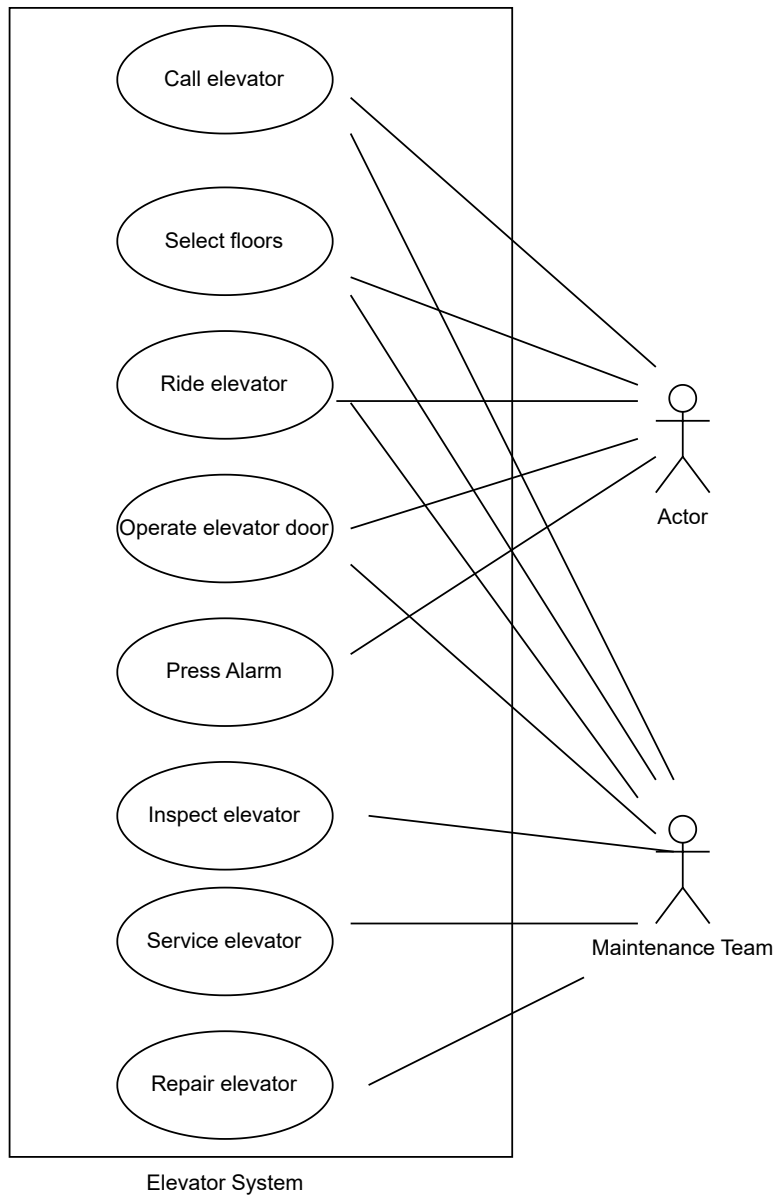 Call elevator
Select floors
Ride elevator
Actor
Operate elevator door
Press Alarm
Inspect elevator
Service elevator
Maintenance Team
Repair elevator
Elevator System